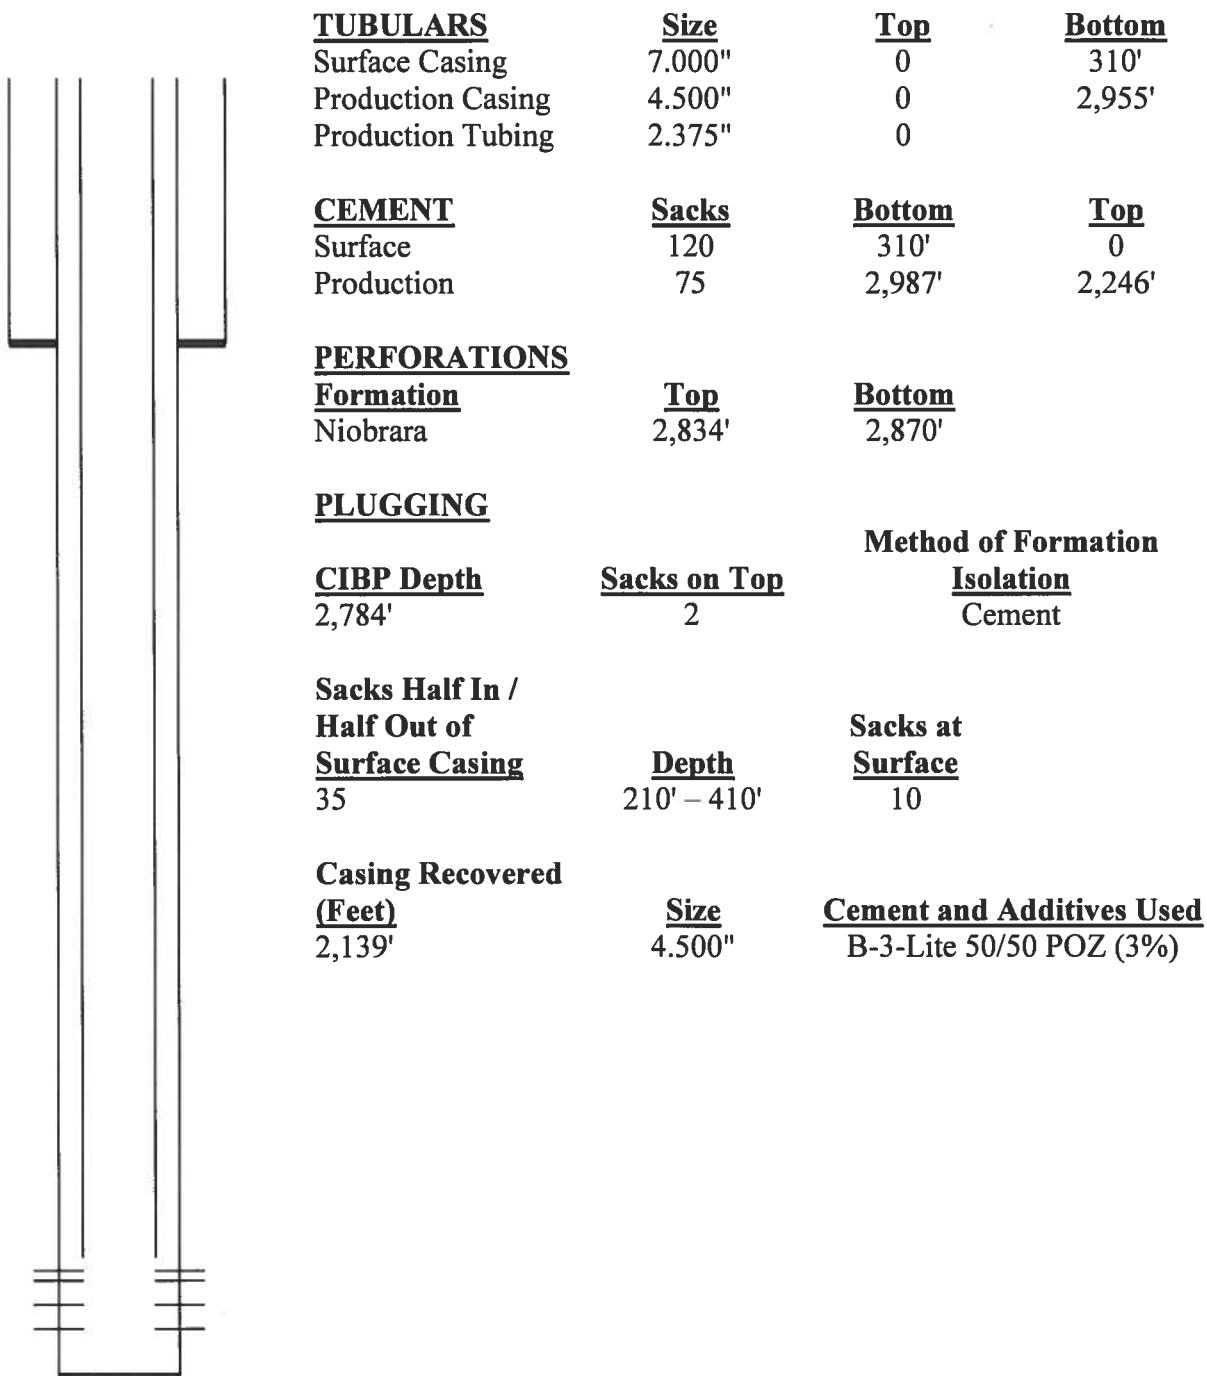 TUBULARS Size Top Bottom
Surface Casing 7.000" 0 310'
Production Casing 4.500" 0 2,955'
Production Tubing 2.375" 0
CEMENT Sacks Bottom Top
Surface 120 310' 0
Production 75 2,987' 2,246'
PERFORATIONS
Formation Top Bottom
Niobrara 2,834' 2,870'
PLUGGING
Method of Formation
CIBP Depth Sacks on Top Isolation
2,784' 2 Cement
Sacks Half In /
Half Out of Sacks at
Surface Casing Depth Surface
35 210' – 410' 10
Casing Recovered
(Feet) Size Cement and Additives Used
2,139' 4.500" B-3-Lite 50/50 POZ (3%)